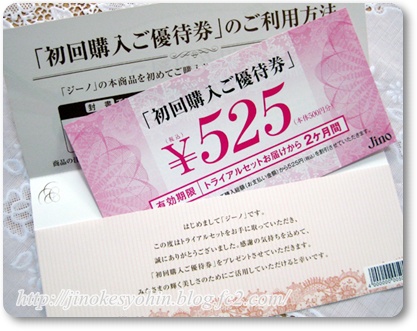 「初回購入ご優待券」のご利用方法
「ジーノ」の本商品を初めてご
「初回購入ご優待券」
(税込)
¥525
(本体500円)
有効期限 トライアルセットお届けから2ヶ月間
Jino
はじめまして「ジーノ」です。
この度はトライアルセットをお手に取っていただき、
誠にありがとうございました。感謝の気持ちを込めて、
「初回購入ご優待券」をプレゼントさせていただきます。
みなさまの輝く美しさのためにご活用していただけると幸いです。
http://jinokesyohin.blog.fc2.com/